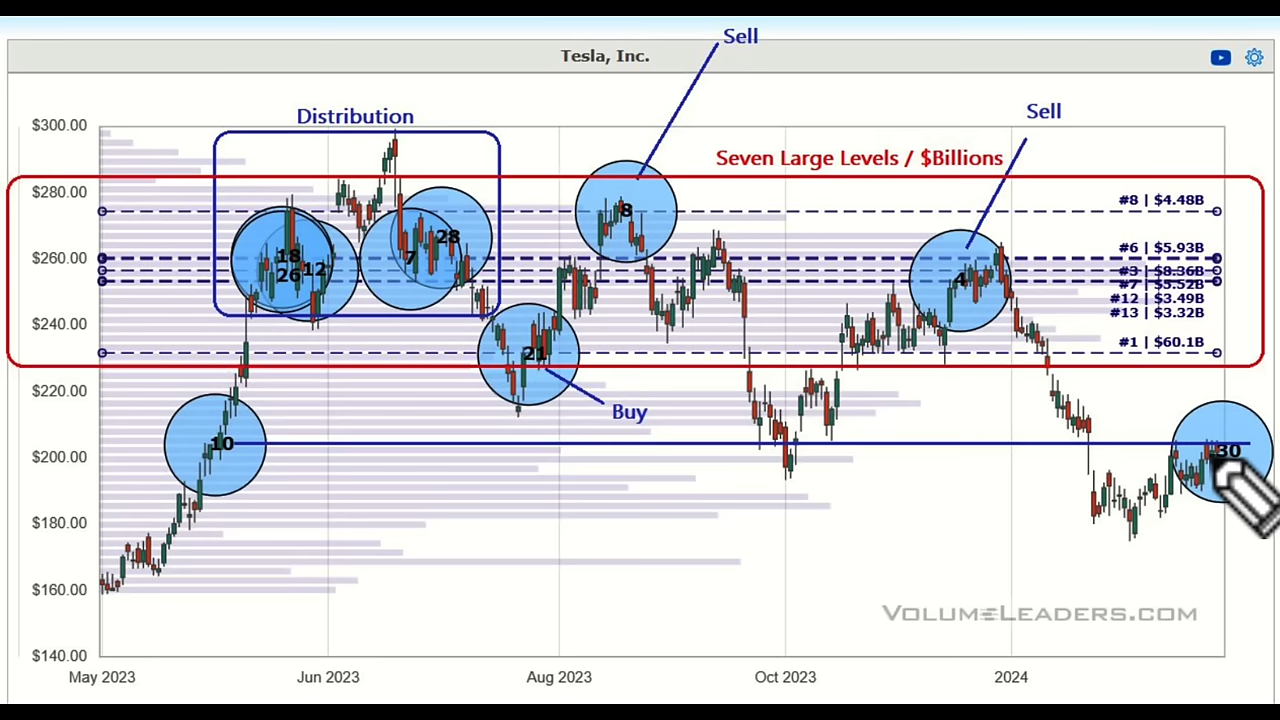 Sell
Tesla, Inc.
Distribution
Sell
$300.00
Seven Large Levels / $Billions
$280.00
#8 | $4.48B
8
28
#6 | $5.93B
18
7
$260.00
26
12
#3 | $8.36B
4
#7 | $5.52B
#12 | $3.49B
#13 | $3.32B
$240.00
#1 | $60.1B
21
$220.00
Buy
10
30
$200.00
$180.00
$160.00
VOLUMELEADERS.COM
$140.00
May 2023
Jun 2023
Aug 2023
Oct 2023
2024